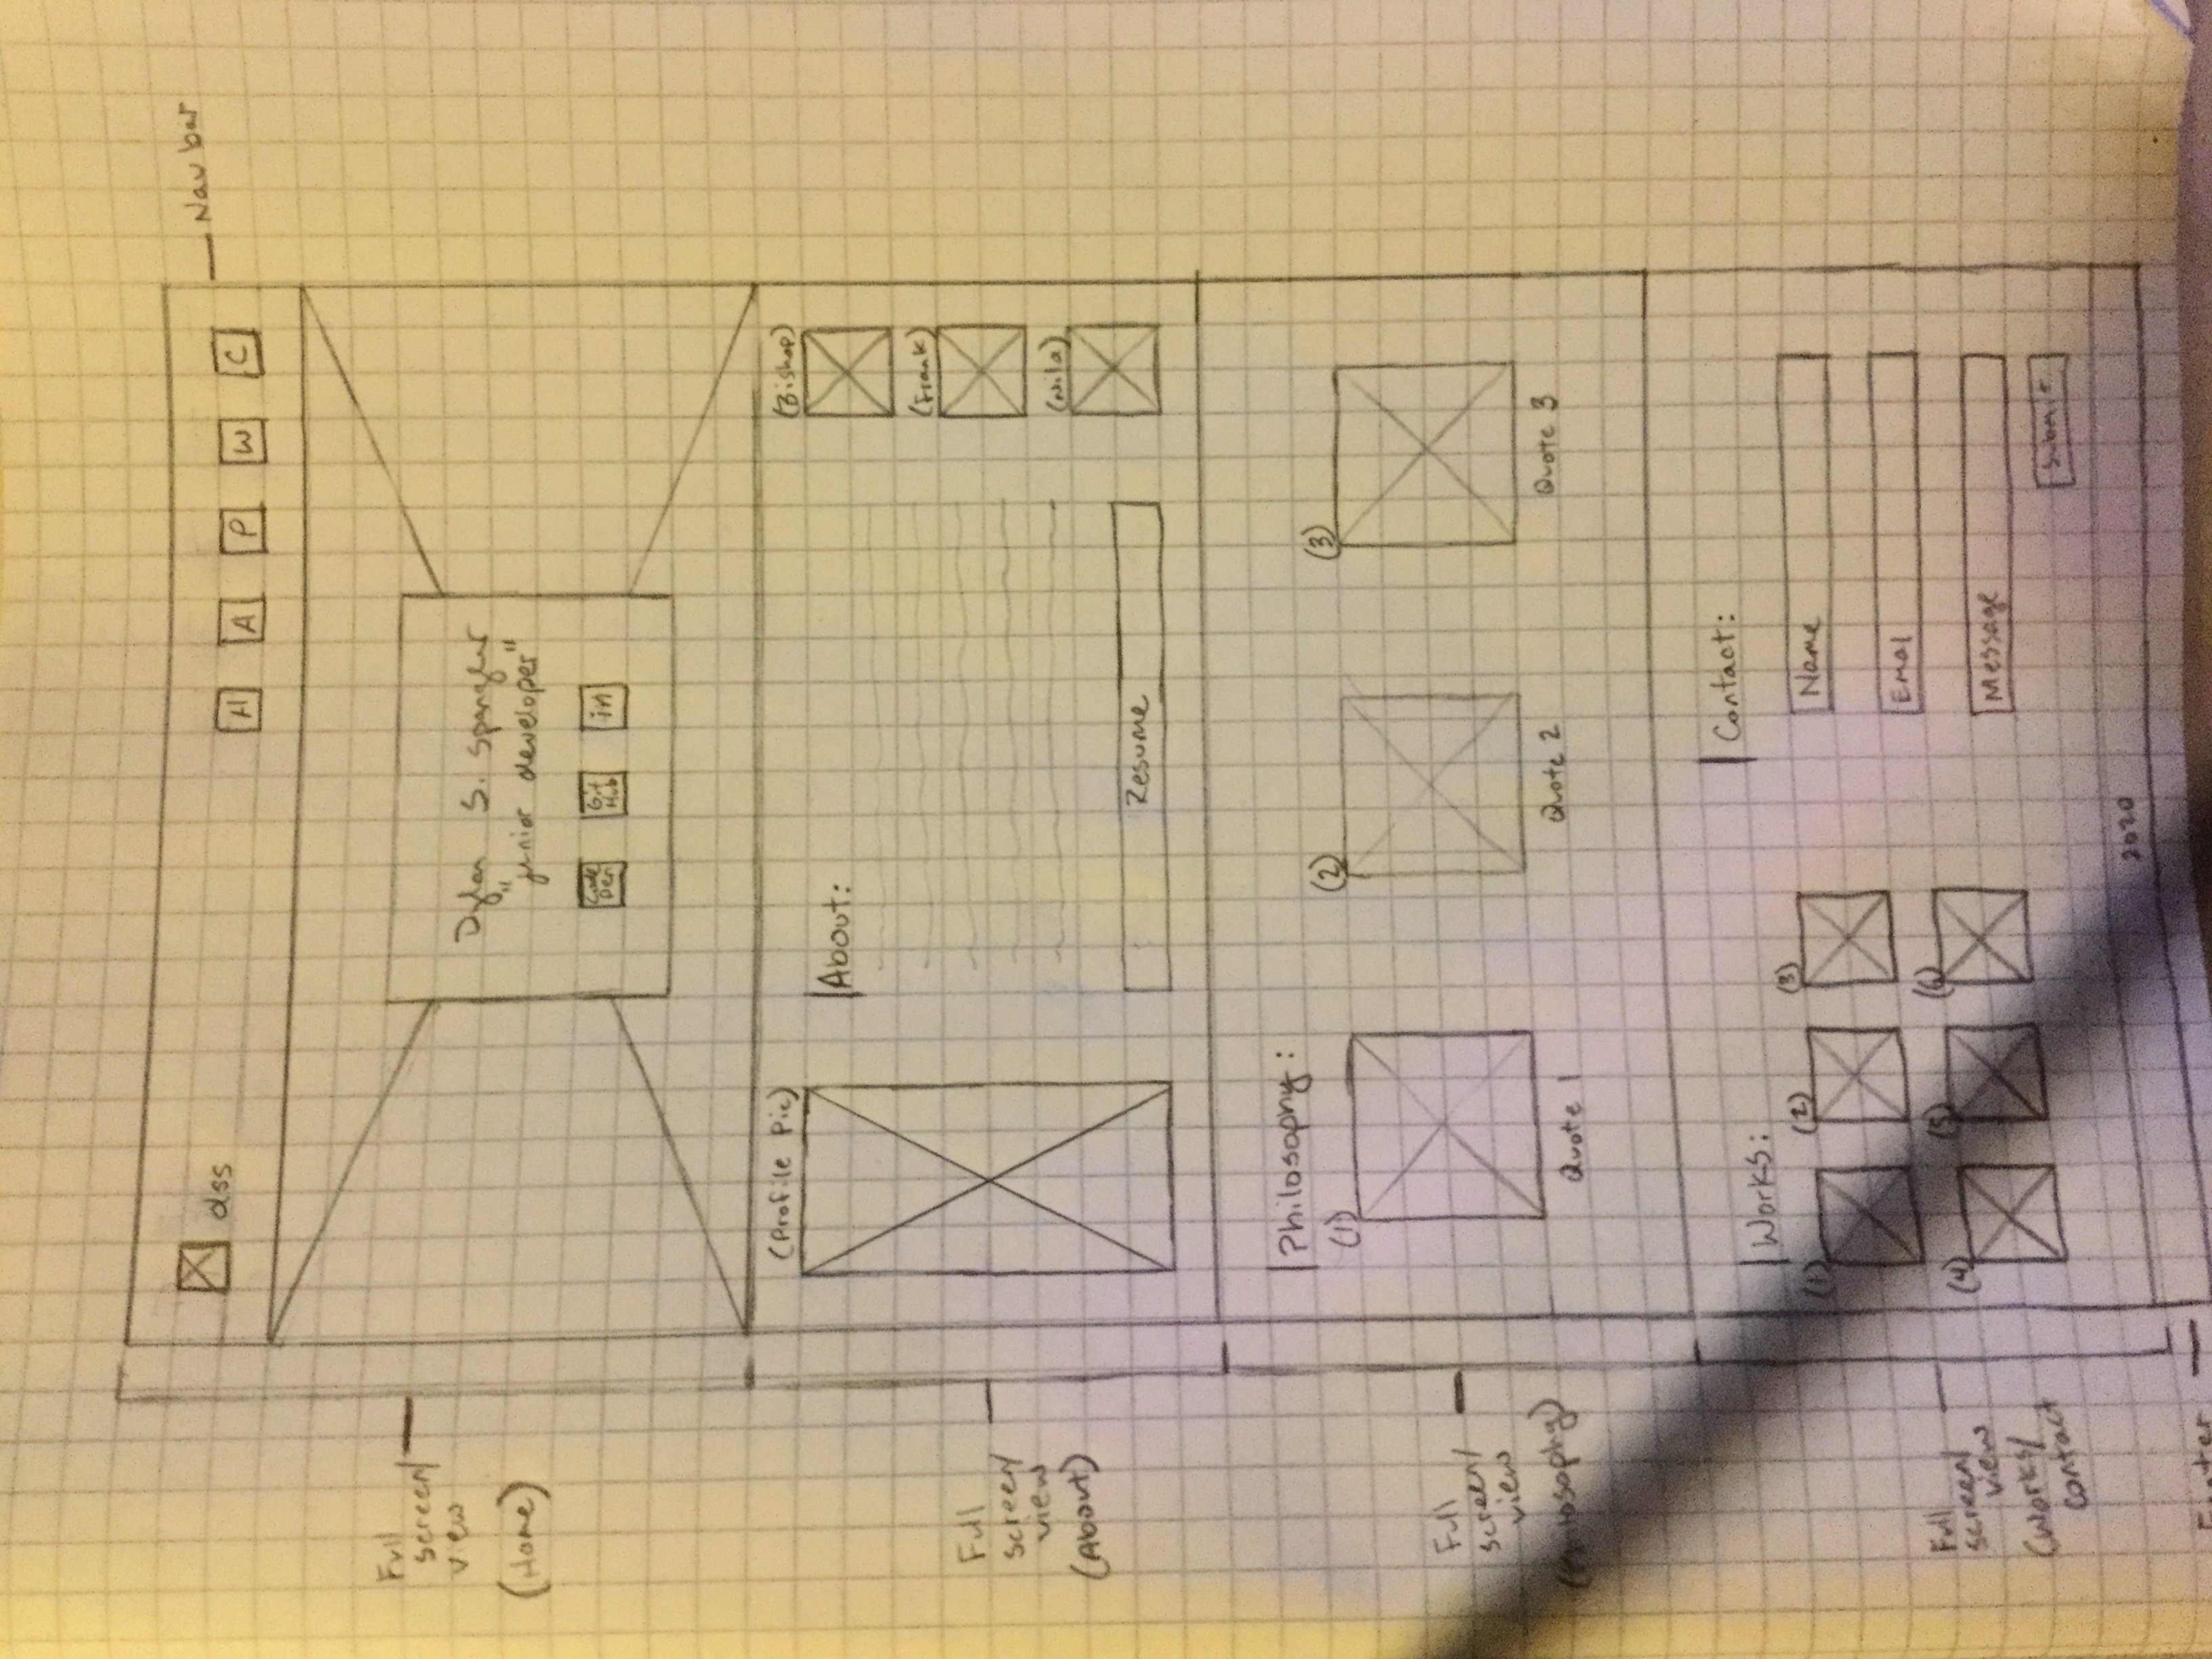 Navbar
dss
H
A
P
W
C
Full
screen/
view
(Home)
Dylan S. Spangler
"junior developer"
Code
Pen
Git
Hub
in
Full
screen/
view
(About)
(Profile Pic)
About:
Resume
(Bishop)
(Frank)
(Nila)
Full
screen/
view
(Philosophy)
Philosophy:
(1)
Quote 1
(2)
Quote 2
(3)
Quote 3
Full
screen/
view
(Works/
Contact
Works:
(1)
(2)
(3)
(4)
(5)
(6)
Contact:
Name
Email
Message
Submit
2020
Footer